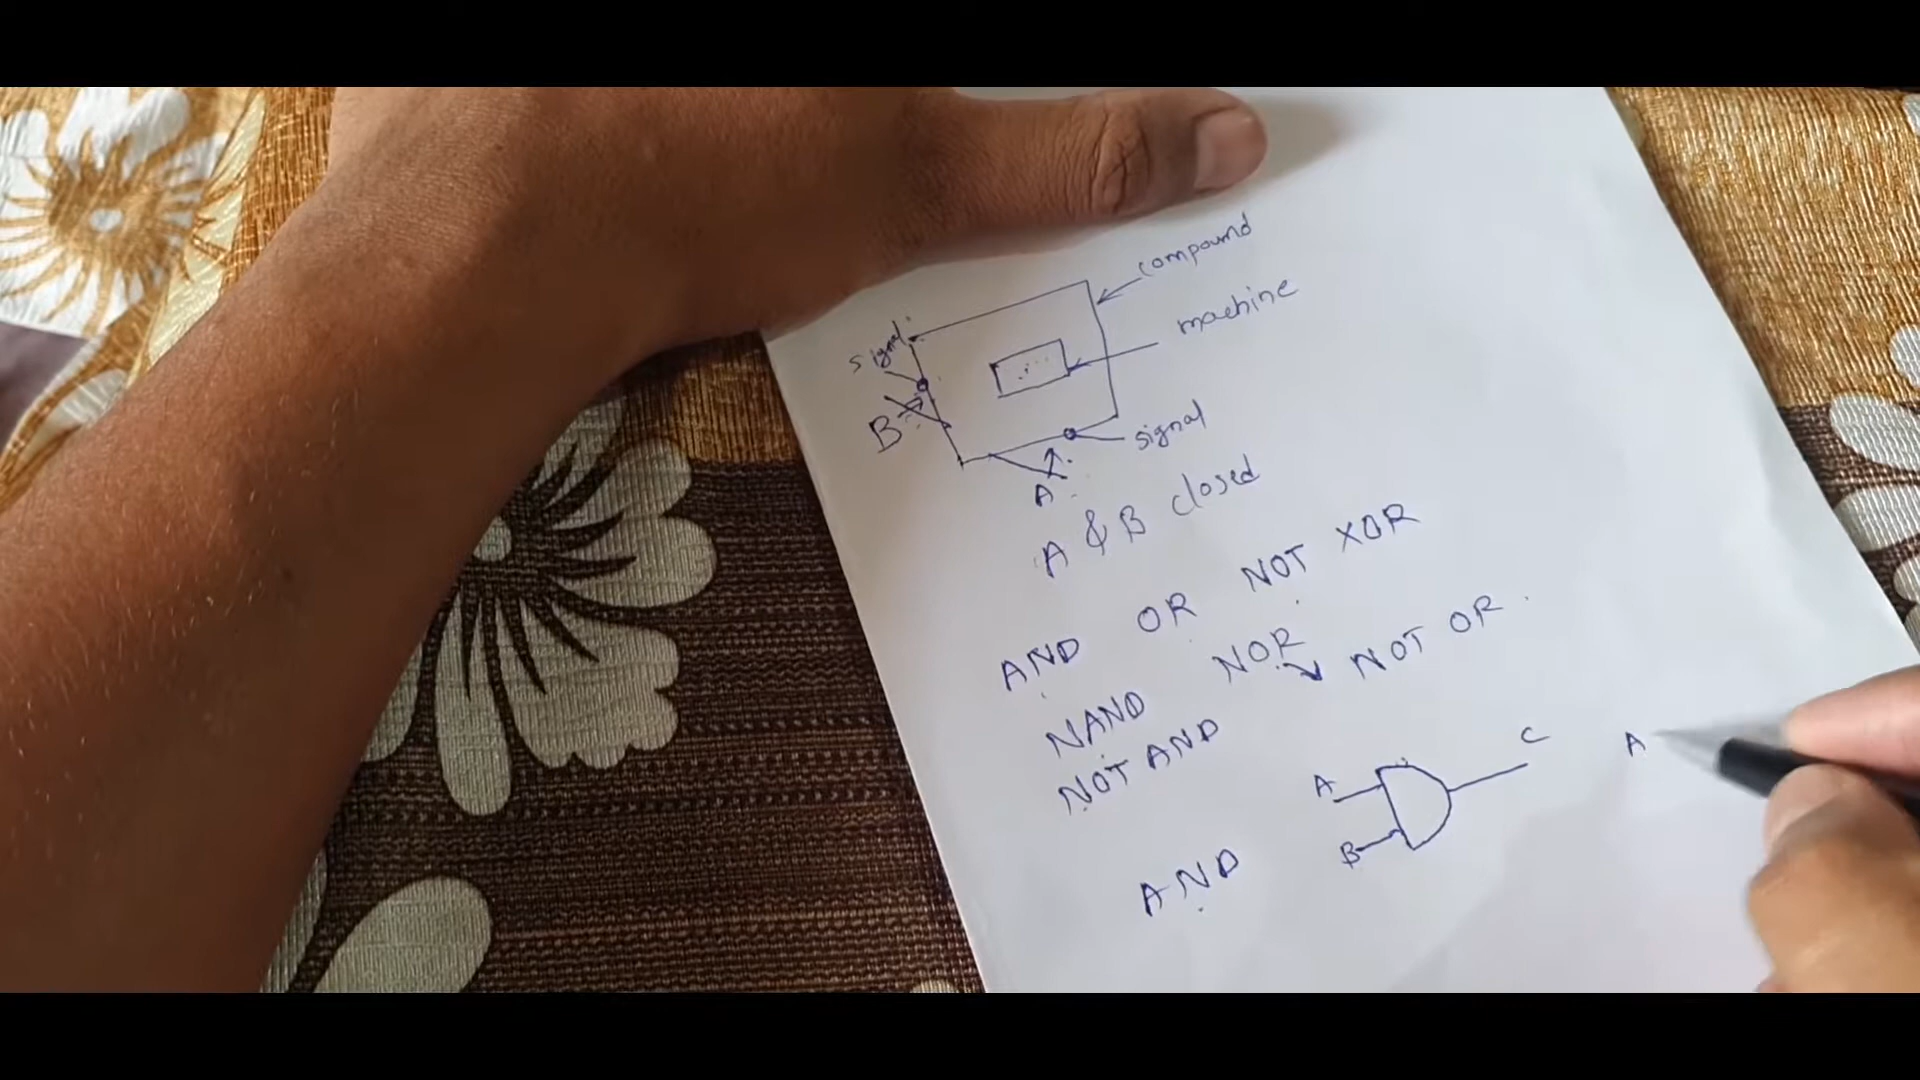 compound
signal
machine
B
signal
A
A & B closed
AND OR NOT XOR
NAND NOR NOT OR
NOT AND
A C A
B
AND